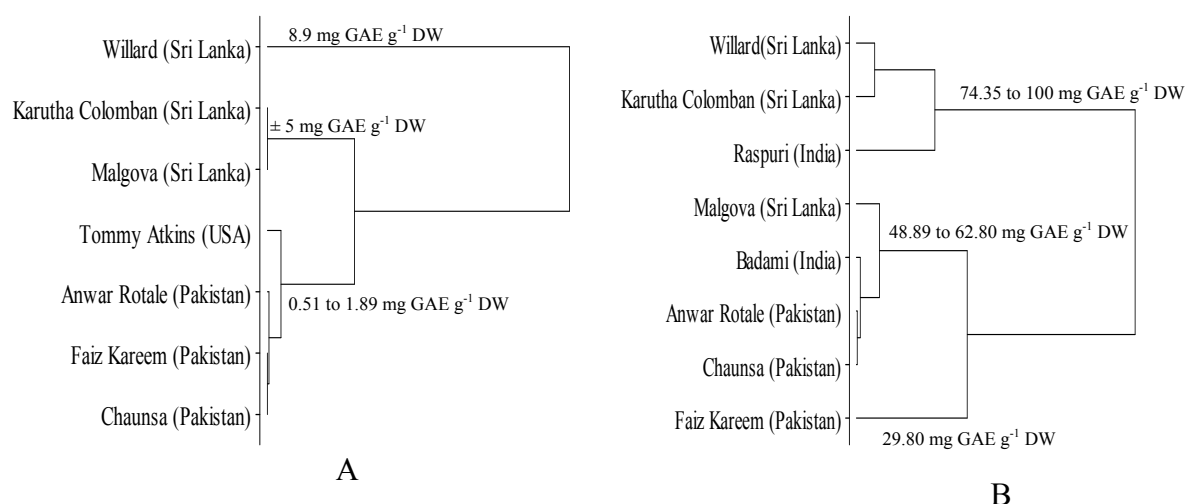 Willard (Sri Lanka)
8.9 mg GAE g⁻¹ DW
Karutha Colomban (Sri Lanka)
± 5 mg GAE g⁻¹ DW
Malgova (Sri Lanka)
Tommy Atkins (USA)
Anwar Rotale (Pakistan)
0.51 to 1.89 mg GAE g⁻¹ DW
Faiz Kareem (Pakistan)
Chaunsa (Pakistan)
A
Willard(Sri Lanka)
74.35 to 100 mg GAE g⁻¹ DW
Karutha Colomban (Sri Lanka)
Raspuri (India)
Malgova (Sri Lanka)
48.89 to 62.80 mg GAE g⁻¹ DW
Badami (India)
Anwar Rotale (Pakistan)
Chaunsa (Pakistan)
Faiz Kareem (Pakistan)
29.80 mg GAE g⁻¹ DW
B